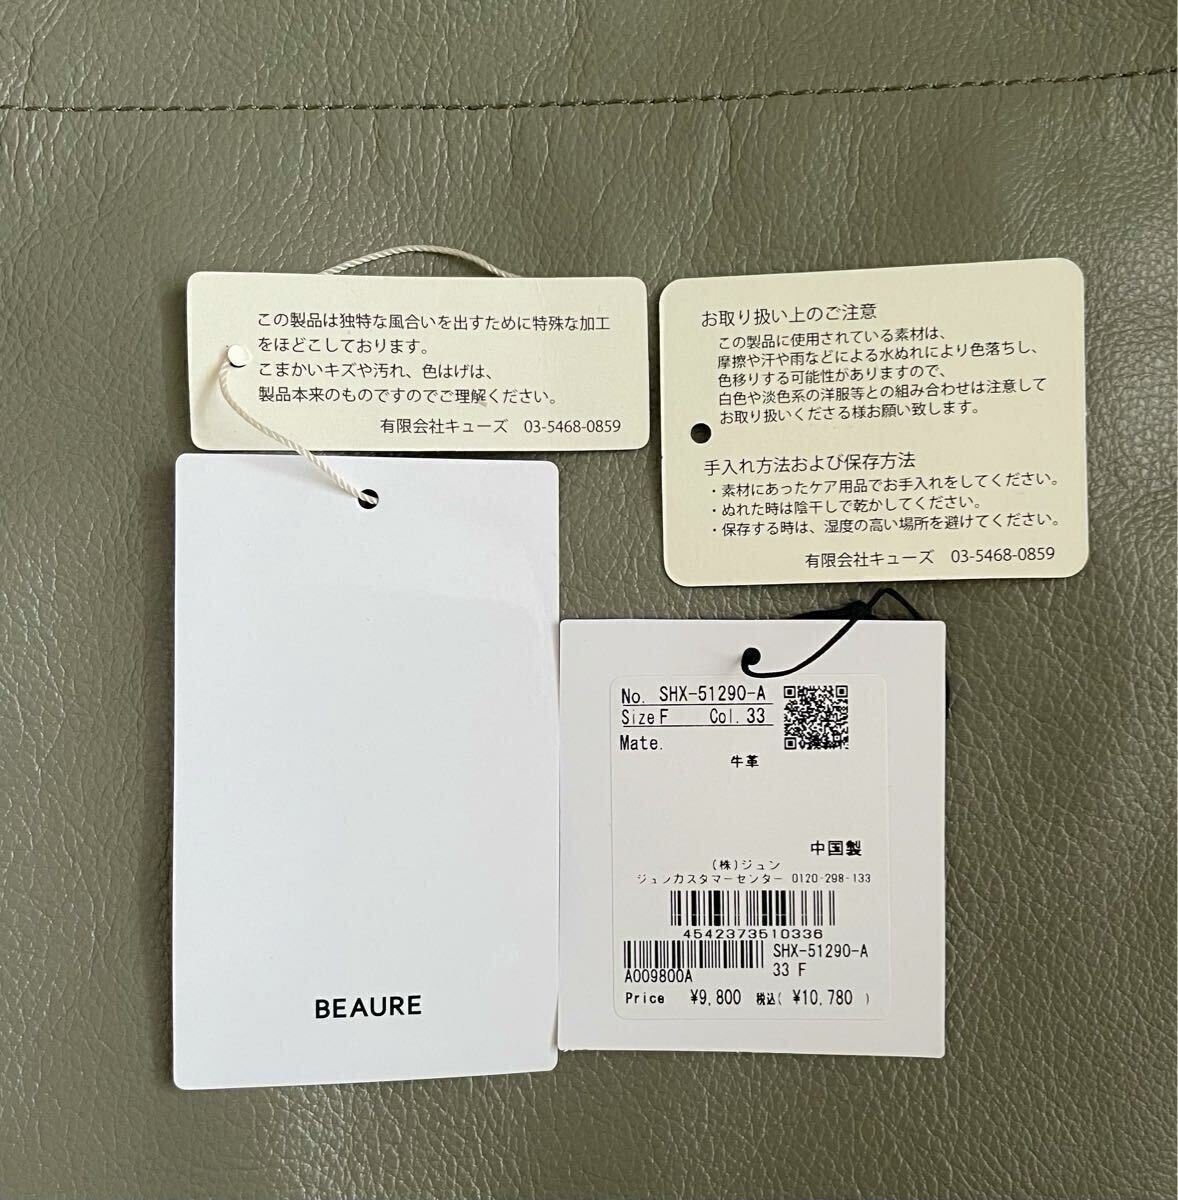 この製品は独特な風合いを出すために特殊な加工
をほどこしております。
こまかいキズや汚れ、色はげは、
製品本来のものですのでご理解ください。
有限会社キューズ 03-5468-0859
お取り扱い上のご注意
この製品に使用されている素材は、
摩擦や汗や雨などによる水ぬれにより色落ちし、
色移りする可能性がありますので、
白色や淡色系の洋服等との組み合わせは注意して
お取り扱いくださる様お願い致します。
手入れ方法および保存方法
・素材にあったケア用品でお手入れをしてください。
・ぬれた時は陰干しで乾かしてください。
・保存する時は、湿度の高い場所を避けてください。
有限会社キューズ 03-5468-0859
BEAURE
No. SHX-51290-A
Size F Col. 33
Mate.
牛革
中国製
(株)ジュン
ジュンカスタマーセンター 0120-298-133
4542373510336
SHX-51290-A
A009800A 33 F
Price ¥9,800 税込( ¥10,780 )